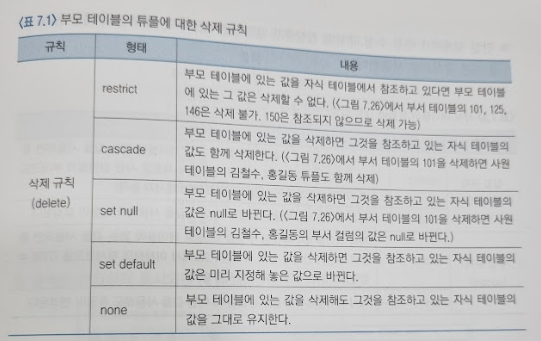 〈표 7.1〉 부모 테이블의 튜플에 대한 삭제 규칙
규칙 형태 내용
삭제 규칙
(delete)
restrict
부모 테이블에 있는 값을 자식 테이블에서 참조하고 있다면 부모 테이블
에 있는 그 값은 삭제할 수 없다. (〈그림 7.26〉에서 부서 테이블의 101, 125,
146은 삭제 불가. 150은 참조되지 않으므로 삭제 가능)
cascade
부모 테이블에 있는 값을 삭제하면 그것을 참조하고 있는 자식 테이블의
값도 함께 삭제한다. (〈그림 7.26〉에서 부서 테이블의 101을 삭제하면 사원
테이블의 김철수, 홍길동 튜플도 함께 삭제)
set null
부모 테이블에 있는 값을 삭제하면 그것을 참조하고 있는 자식 테이블의
값은 null로 바뀐다. (〈그림 7.26〉에서 부서 테이블의 101을 삭제하면 사원
테이블의 김철수, 홍길동의 부서 컬럼의 값은 null로 바뀐다.)
set default
부모 테이블에 있는 값을 삭제하면 그것을 참조하고 있는 자식 테이블의
값은 미리 지정해 놓은 값으로 바뀐다.
none
부모 테이블에 있는 값을 삭제해도 그것을 참조하고 있는 자식 테이블의
값을 그대로 유지한다.